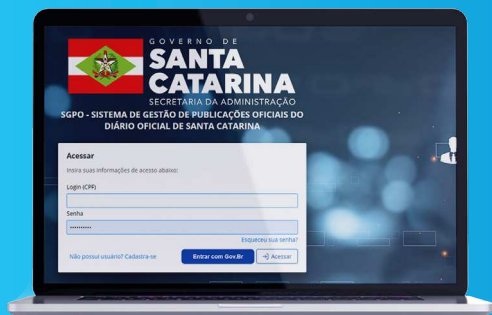 GOVERNO DE
SANTA
CATARINA
SECRETARIA DA ADMINISTRAÇÃO
SGPO - SISTEMA DE GESTÃO DE PUBLICAÇÕES OFICIAIS DO
DIÁRIO OFICIAL DE SANTA CATARINA
Acessar
Insira suas informações de acesso abaixo:
Login (CPF)
Senha
••••••••••
Esqueceu sua senha?
Não possui usuário? Cadastra-se
Entrar com Gov.Br
Acessar